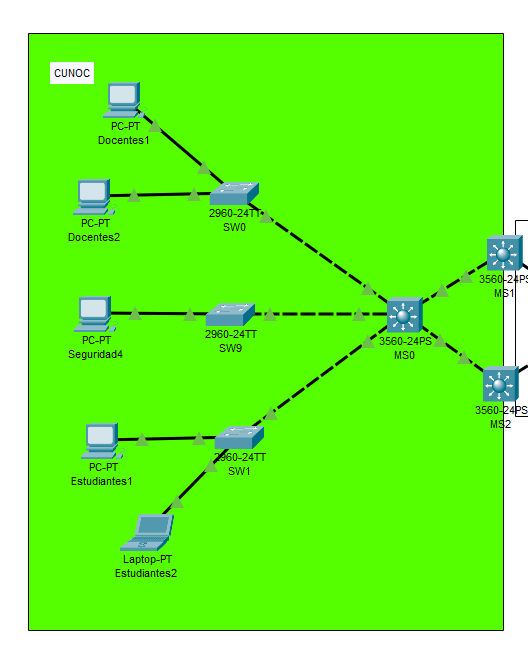 CUNOC
PC-PT
Docentes1
PC-PT
Docentes2
2960-24TT
SW0
PC-PT
Seguridad4
2960-24TT
SW9
3560-24PS
MS0
3560-24PS
MS1
3560-24PS
MS2
PC-PT
Estudiantes1
2960-24TT
SW1
Laptop-PT
Estudiantes2